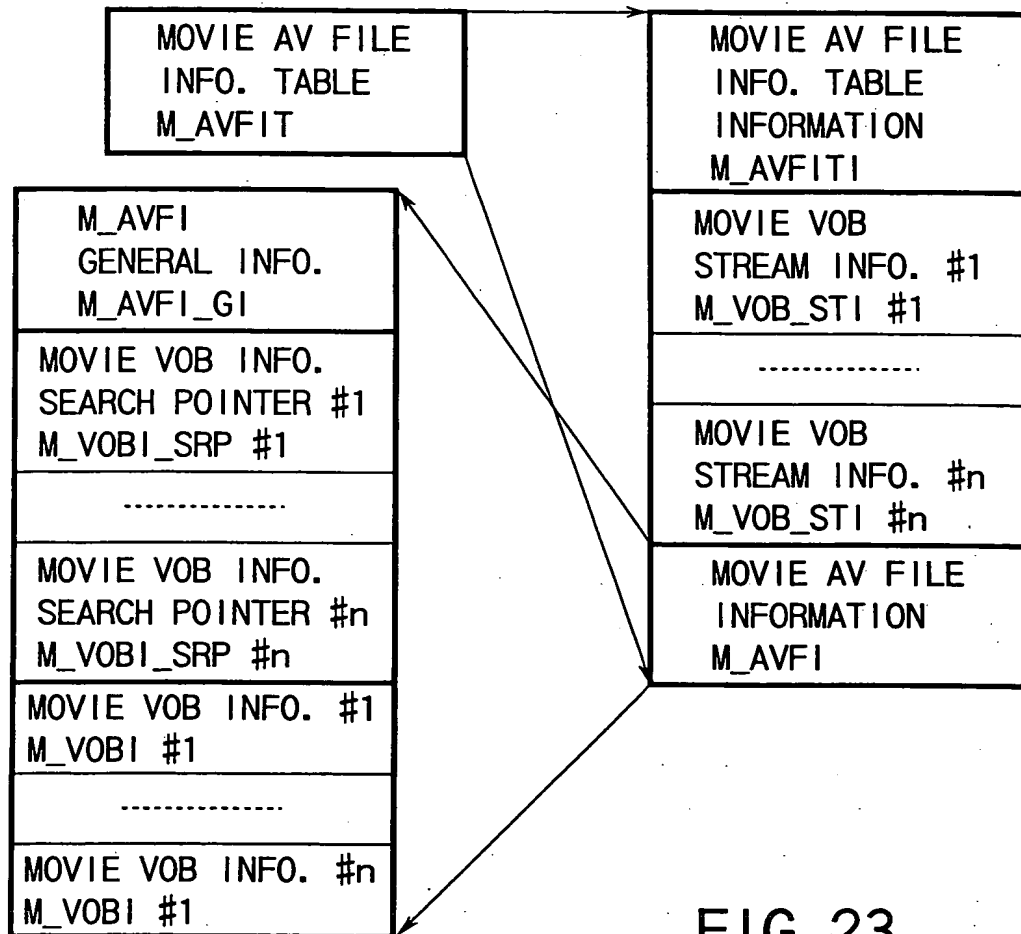 MOVIE AV FILE
INFO. TABLE
M_AVFIT
MOVIE AV FILE
INFO. TABLE
INFORMATION
M_AVFITI
MOVIE VOB
STREAM INFO. #1
M_VOB_STI #1
MOVIE VOB
STREAM INFO. #n
M_VOB_STI #n
MOVIE AV FILE
INFORMATION
M_AVFI
M_AVFI
GENERAL INFO.
M_AVFI_GI
MOVIE VOB INFO.
SEARCH POINTER #1
M_VOBI_SRP #1
MOVIE VOB INFO.
SEARCH POINTER #n
M_VOBI_SRP #n
MOVIE VOB INFO. #1
M_VOBI #1
MOVIE VOB INFO. #n
M_VOBI #1
FIG. 23